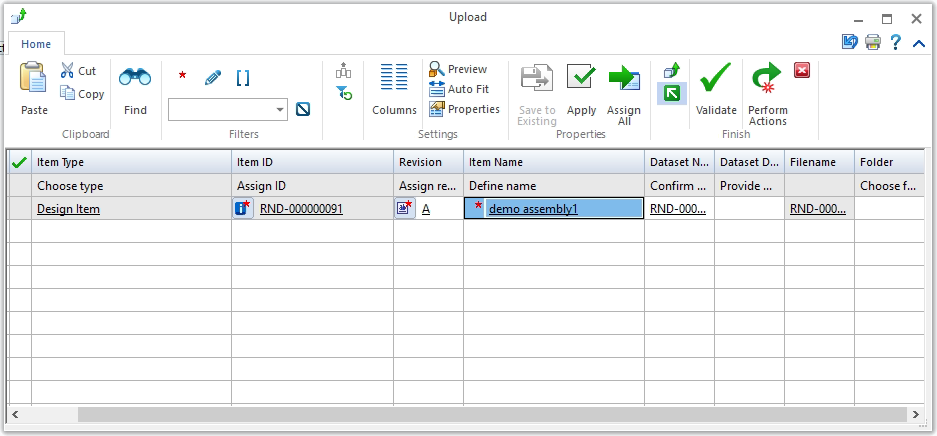 Upload
Home
Paste
Cut
Copy
Clipboard
Find
* [ ]
Filters
Columns
Preview
Auto Fit
Properties
Settings
Save to Existing
Apply
Assign All
Properties
Validate
Perform Actions
Finish
Item Type Item ID Revision Item Name Dataset N... Dataset D... Filename Folder
Choose type Assign ID Assign re... Define name Confirm ... Provide ... Choose f...
Design Item RND-000000091 A * demo assembly1 RND-000... RND-000...